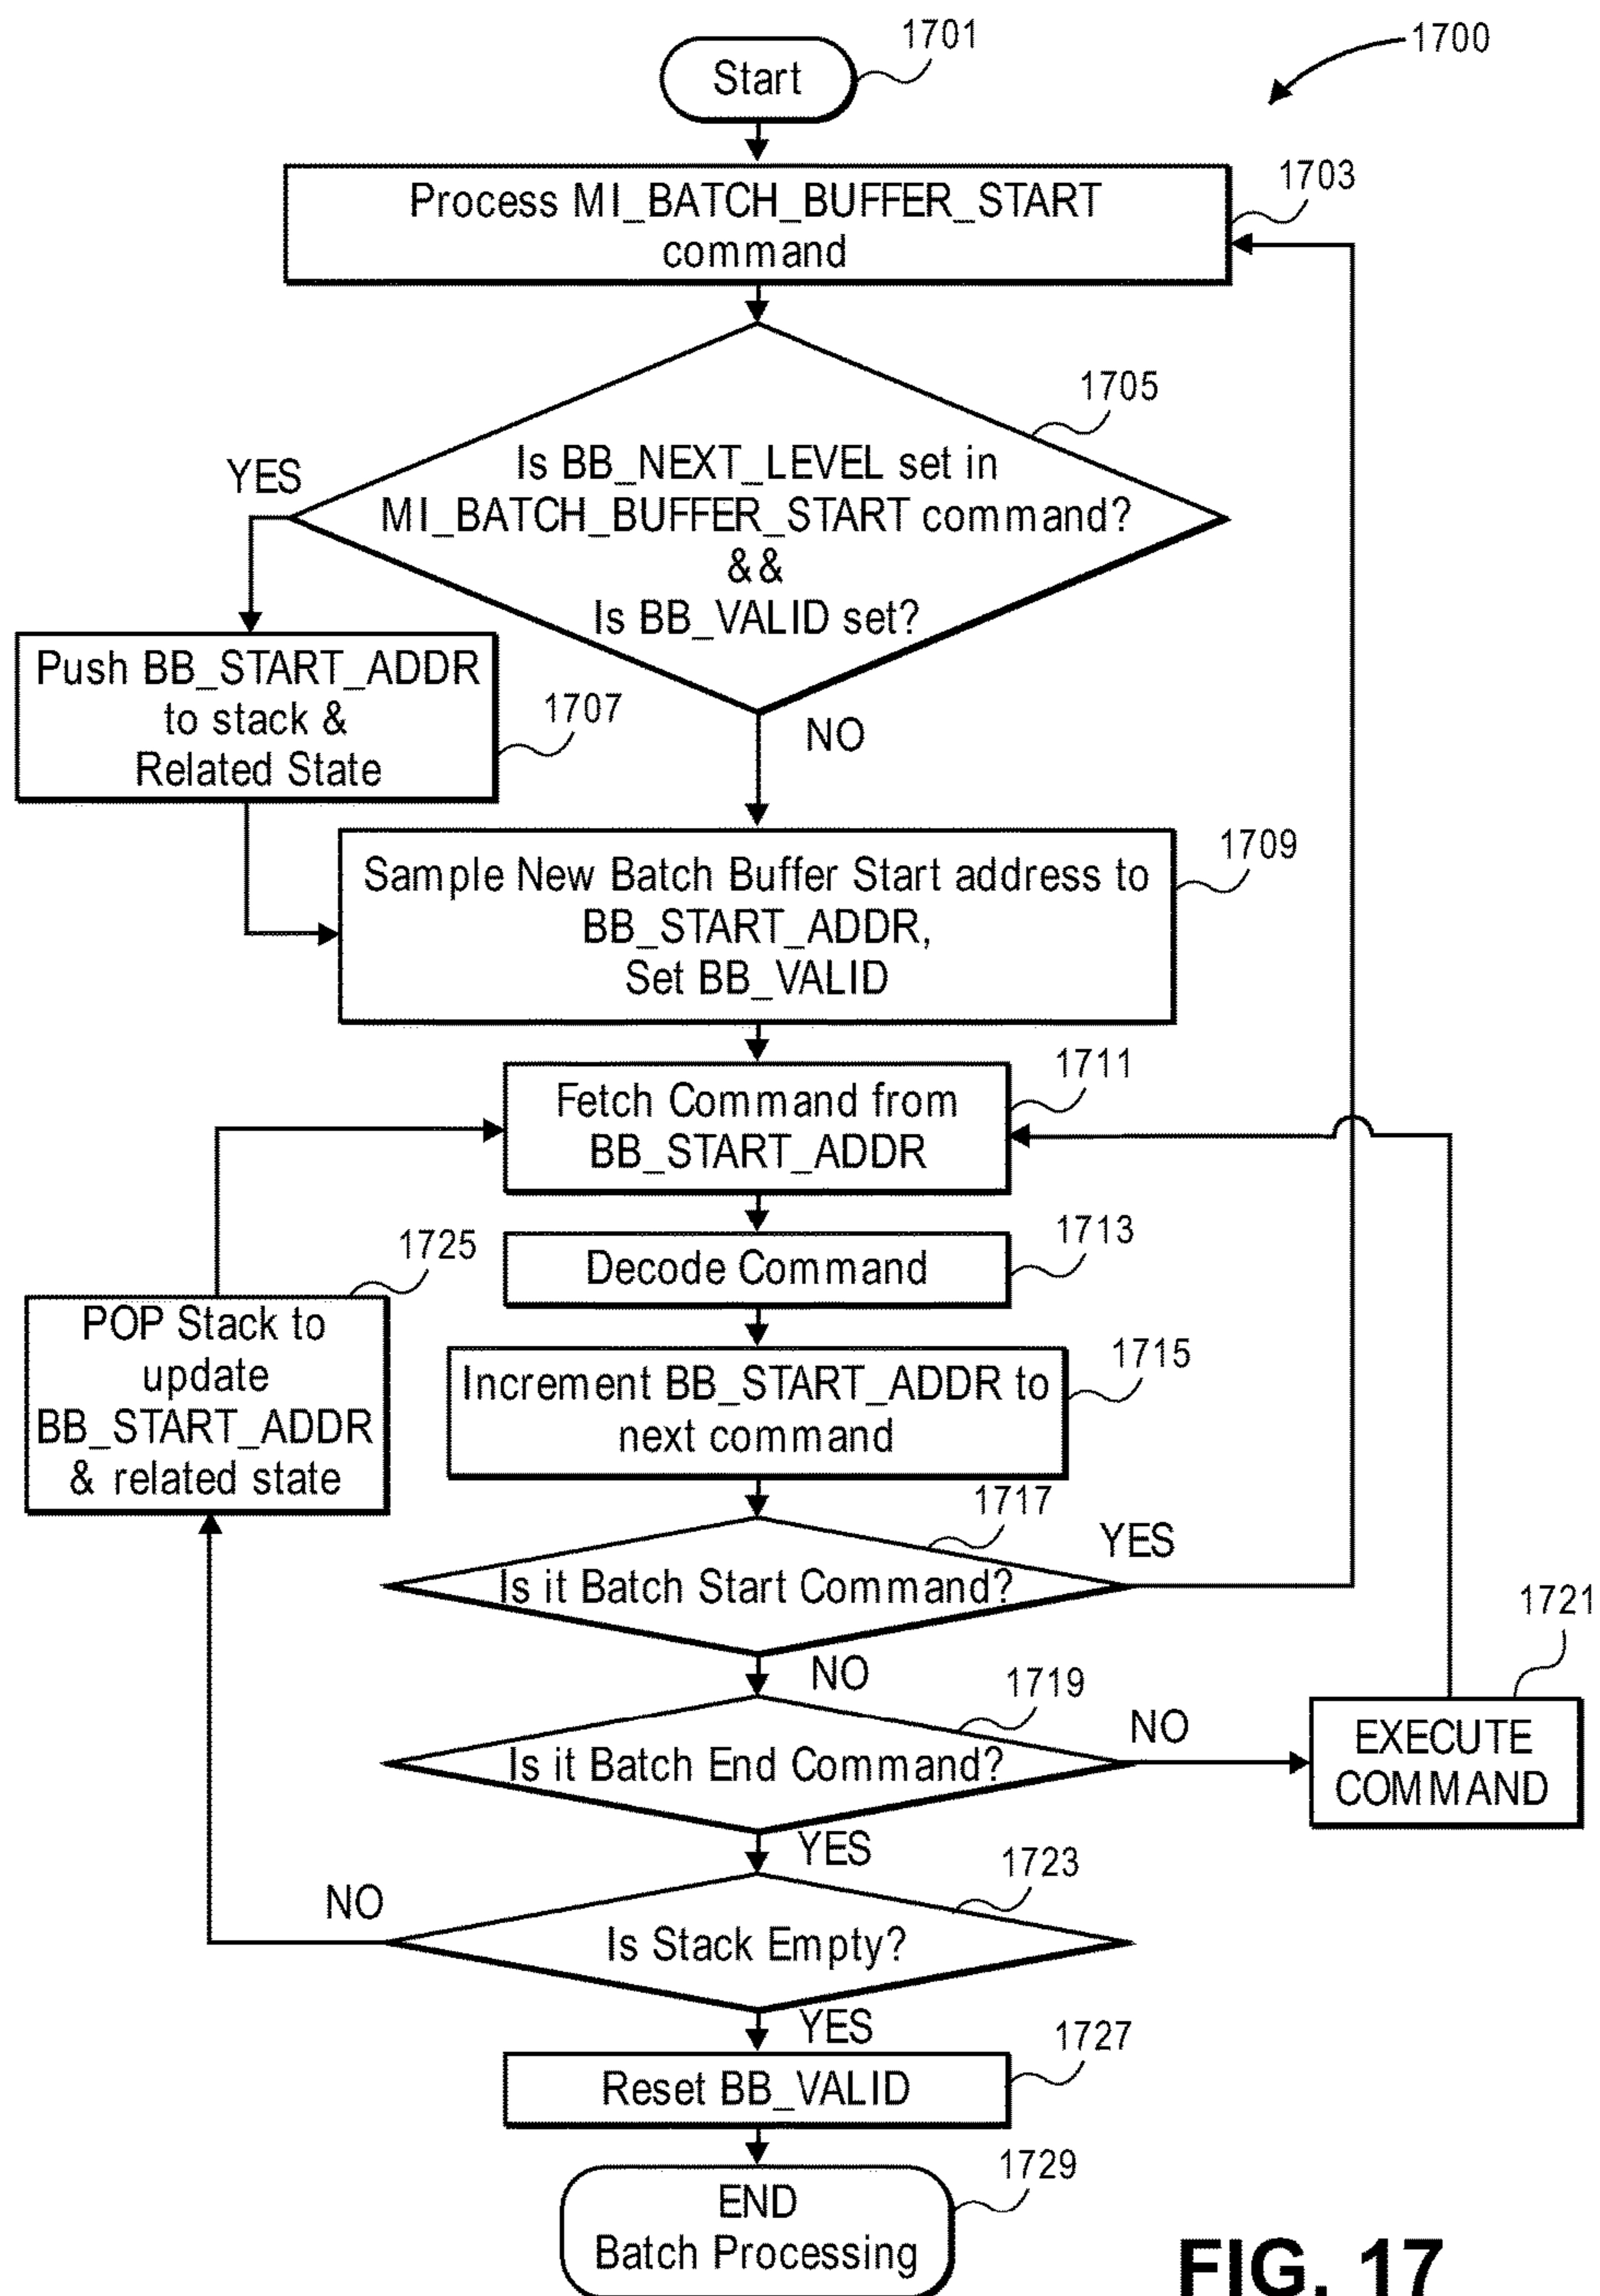 1701
1700
Start
1703
Process MI_BATCH_BUFFER_START
command
1705
YES
Is BB_NEXT_LEVEL set in
MI_BATCH_BUFFER_START command?
&&
Is BB_VALID set?
Push BB_START_ADDR
to stack &
Related State
1707
NO
1709
Sample New Batch Buffer Start address to
BB_START_ADDR,
Set BB_VALID
1711
Fetch Command from
BB_START_ADDR
1713
Decode Command
1725
POP Stack to
update
BB_START_ADDR
& related state
1715
Increment BB_START_ADDR to
next command
1717
YES
Is it Batch Start Command?
1721
NO
1719
NO
Is it Batch End Command?
EXECUTE
COMMAND
YES
1723
NO
Is Stack Empty?
YES
1727
Reset BB_VALID
1729
END
Batch Processing
FIG. 17